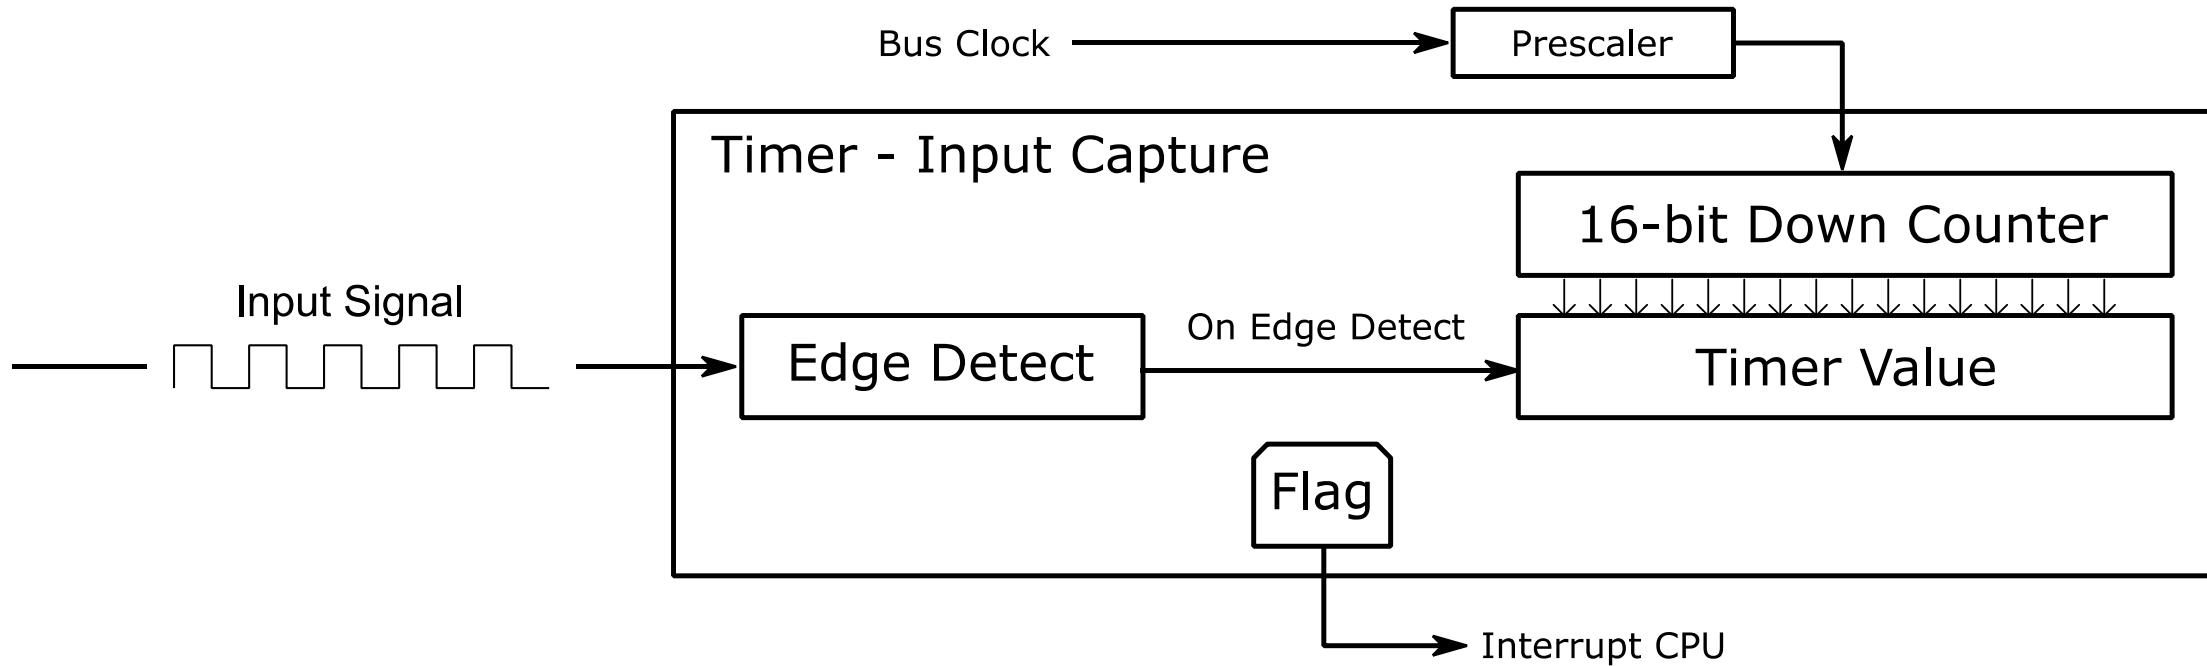 Bus Clock
Prescaler
Timer - Input Capture
16-bit Down Counter
Input Signal
Edge Detect
On Edge Detect
Timer Value
Flag
Interrupt CPU